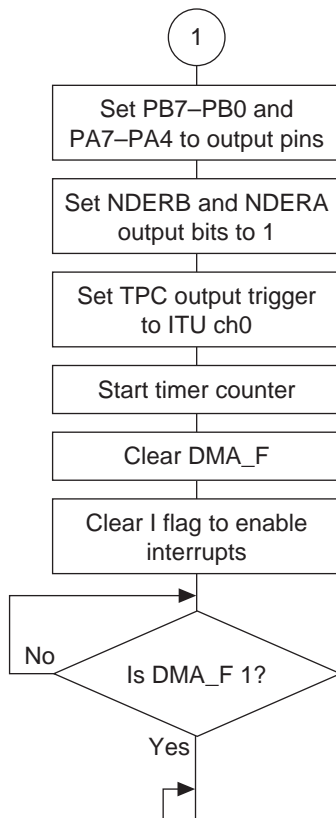 1
Set PB7–PB0 and
PA7–PA4 to output pins
Set NDERB and NDERA
output bits to 1
Set TPC output trigger
to ITU ch0
Start timer counter
Clear DMA_F
Clear I flag to enable
interrupts
No
Is DMA_F 1?
Yes